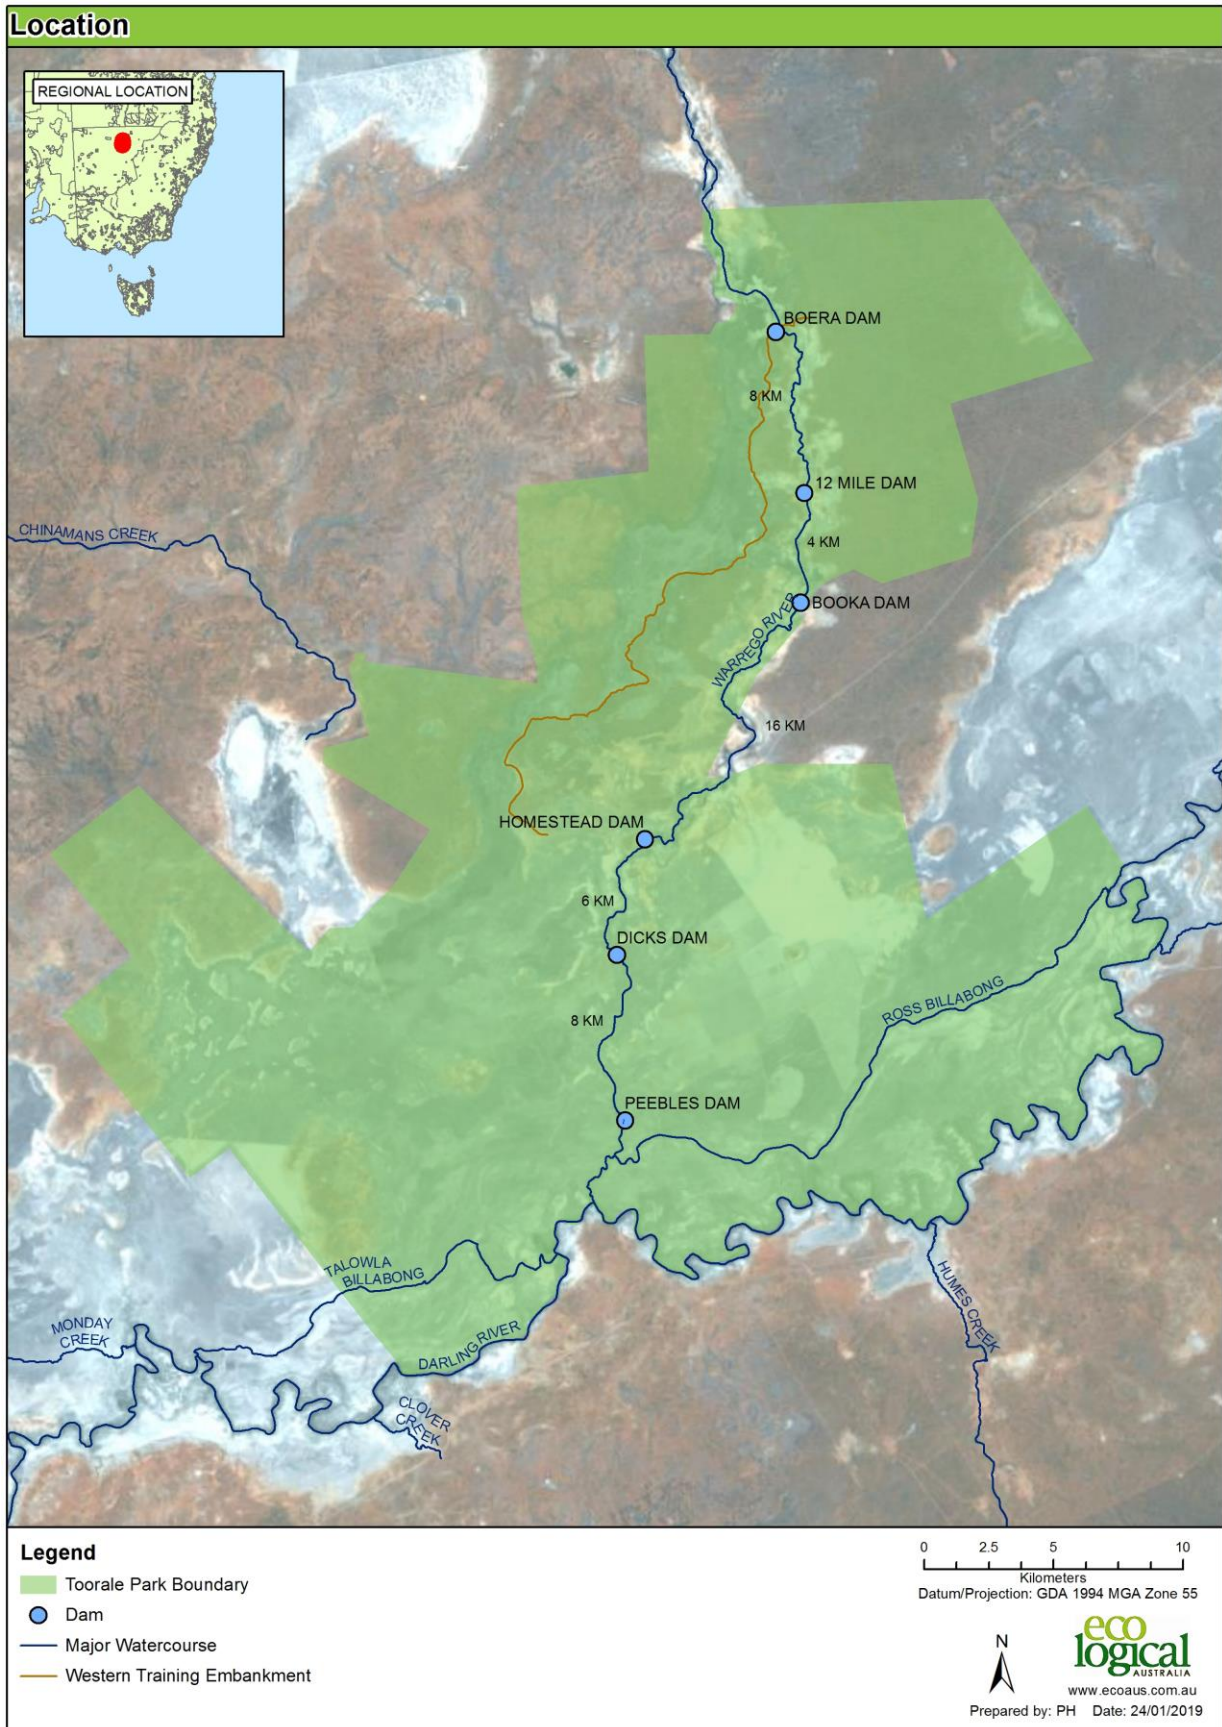 Location
REGIONAL LOCATION
BOERA DAM
8 KM
12 MILE DAM
CHINAMANS CREEK
4 KM
BOOKA DAM
WARREGO RIVER
16 KM
HOMESTEAD DAM
6 KM
DICKS DAM
ROSS BILLABONG
8 KM
PEEBLES DAM
TALOWLA
BILLABONG
HUMES CREEK
MONDAY
CREEK
DARLING RIVER
CLOVER
CREEK
Legend
Toorale Park Boundary
Dam
Major Watercourse
Western Training Embankment
0 2.5 5 10
Kilometers
Datum/Projection: GDA 1994 MGA Zone 55
N
eco
logical
AUSTRALIA
www.ecoaus.com.au
Prepared by: PH Date: 24/01/2019